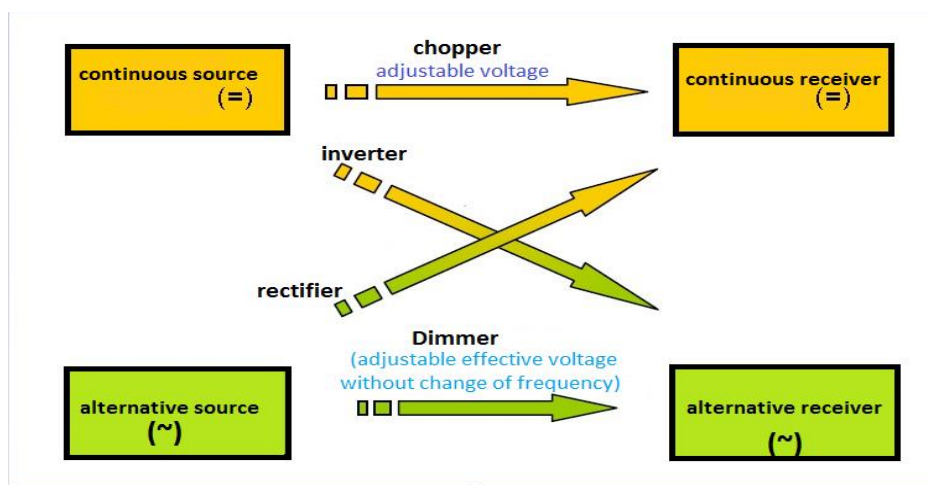 chopper
adjustable voltage
continuous source
(=)
continuous receiver
(=)
inverter
rectifier
Dimmer
(adjustable effective voltage
without change of frequency)
alternative source
(~)
alternative receiver
(~)